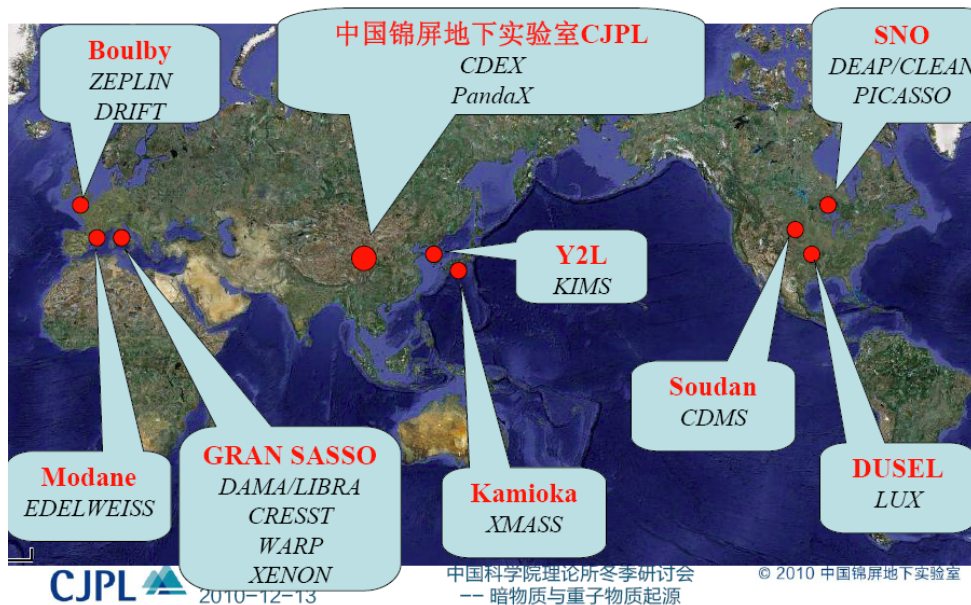 Boulby
ZEPLIN
DRIFT
中国锦屏地下实验室CJPL
CDEX
PandaX
SNO
DEAP/CLEAN
PICASSO
Y2L
KIMS
Soudan
CDMS
Modane
EDELWEISS
GRAN SASSO
DAMA/LIBRA
CRESST
WARP
XENON
Kamioka
XMASS
DUSEL
LUX
CJPL
2010-12-13
中国科学院理论所冬季研讨会
-- 暗物质与重子物质起源
© 2010 中国锦屏地下实验室